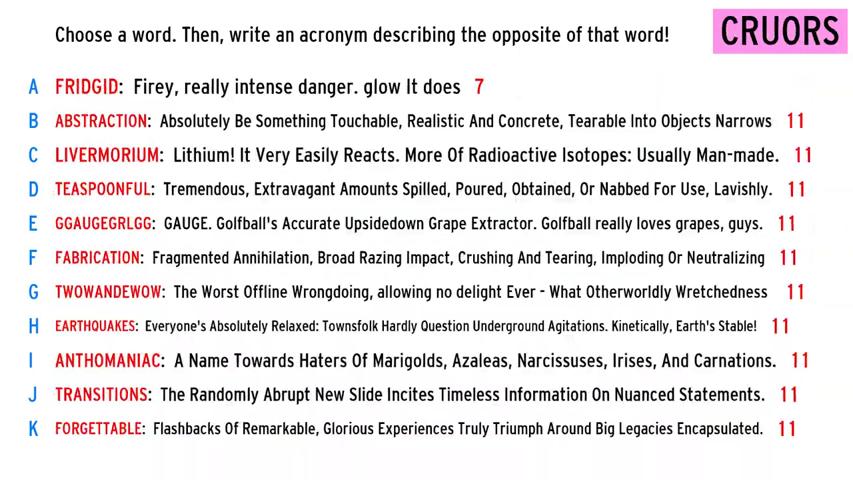 Choose a word. Then, write an acronym describing the opposite of that word!
CRUORS
A FRIDGID: Firey, really intense danger. glow It does 7
B ABSTRACTION: Absolutely Be Something Touchable, Realistic And Concrete, Tearable Into Objects Narrows 11
C LIVERMORIUM: Lithium! It Very Easily Reacts. More Of Radioactive Isotopes: Usually Man-made. 11
D TEASPOONFUL: Tremendous, Extravagant Amounts Spilled, Poured, Obtained, Or Nabbed For Use, Lavishly. 11
E GGAUGEGRLGG: GAUGE. Golfball's Accurate Upsidedown Grape Extractor. Golfball really loves grapes, guys. 11
F FABRICATION: Fragmented Annihilation, Broad Razing Impact, Crushing And Tearing, Imploding Or Neutralizing 11
G TWOWANDEWOW: The Worst Offline Wrongdoing, allowing no delight Ever - What Otherworldly Wretchedness 11
H EARTHQUAKES: Everyone's Absolutely Relaxed: Townsfolk Hardly Question Underground Agitations. Kinetically, Earth's Stable! 11
I ANTHOMANIAC: A Name Towards Haters Of Marigolds, Azaleas, Narcissuses, Irises, And Carnations. 11
J TRANSITIONS: The Randomly Abrupt New Slide Incites Timeless Information On Nuanced Statements. 11
K FORGETTABLE: Flashbacks Of Remarkable, Glorious Experiences Truly Triumph Around Big Legacies Encapsulated. 11